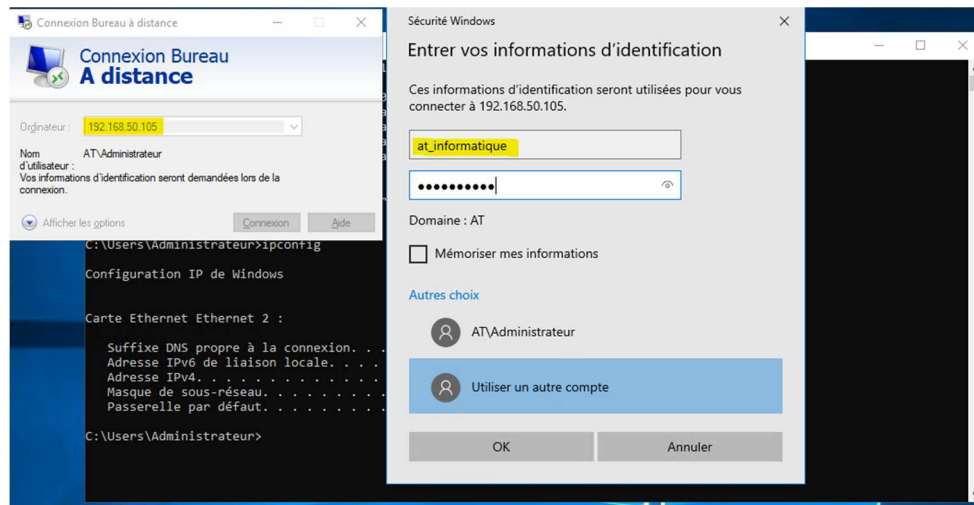 Connexion Bureau à distance
Connexion Bureau
A distance
Ordinateur :
192.168.50.105
Nom d'utilisateur :
AT\Administrateur
Vos informations d'identification seront demandées lors de la
connexion.
Afficher les options
Connexion
Aide
Sécurité Windows
Entrer vos informations d'identification
Ces informations d'identification seront utilisées pour vous
connecter à 192.168.50.105.
at_informatique
●●●●●●●●●●
Domaine : AT
Mémoriser mes informations
Autres choix
AT\Administrateur
Utiliser un autre compte
OK
Annuler
C:\Users\Administrateur>ipconfig
Configuration IP de Windows
Carte Ethernet Ethernet 2 :
Suffixe DNS propre à la connexion. . .
Adresse IPv6 de liaison locale. . . . .
Adresse IPv4. . . . . . . . . . . . . .
Masque de sous-réseau. . . . . . . . .
Passerelle par défaut. . . . . . . . .
C:\Users\Administrateur>